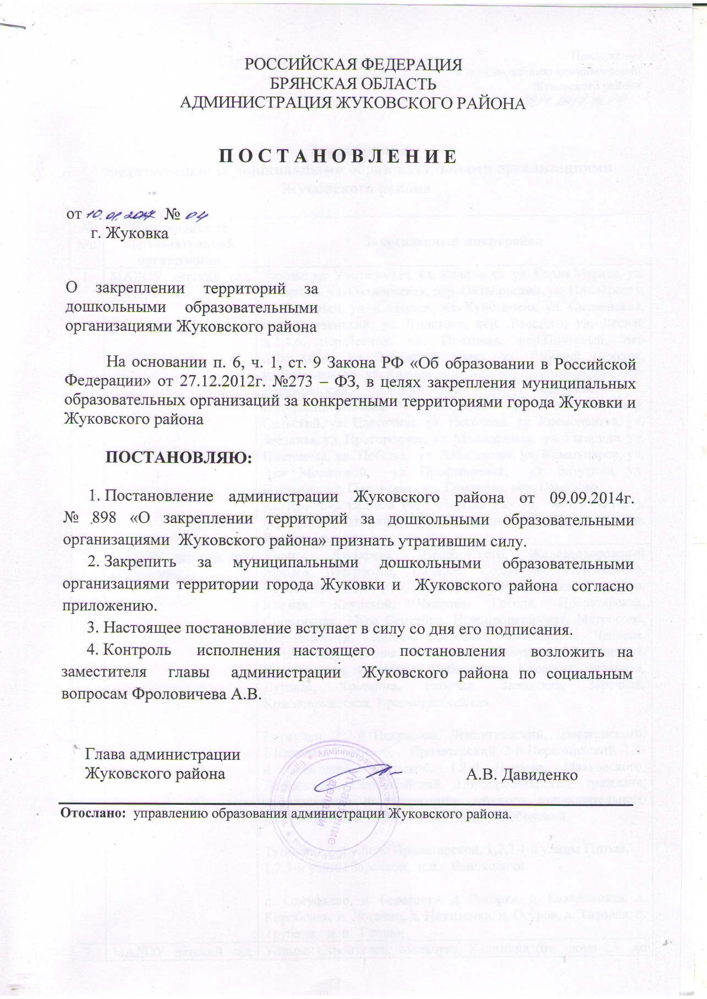 РОССИЙСКАЯ ФЕДЕРАЦИЯ
БРЯНСКАЯ ОБЛАСТЬ
АДМИНИСТРАЦИЯ ЖУКОВСКОГО РАЙОНА
П О С Т А Н О В Л Е Н И Е
от 10.01.2017 № 04
г. Жуковка
О закреплении территорий за
дошкольными образовательными
организациями Жуковского района
На основании п. 6, ч. 1, ст. 9 Закона РФ «Об образовании в Российской
Федерации» от 27.12.2012г. №273 – ФЗ, в целях закрепления муниципальных
образовательных организаций за конкретными территориями города Жуковки и
Жуковского района
ПОСТАНОВЛЯЮ:
1. Постановление администрации Жуковского района от 09.09.2014г.
№ 898 «О закреплении территорий за дошкольными образовательными
организациями Жуковского района» признать утратившим силу.
2. Закрепить за муниципальными дошкольными образовательными
организациями территории города Жуковки и Жуковского района согласно
приложению.
3. Настоящее постановление вступает в силу со дня его подписания.
4. Контроль исполнения настоящего постановления возложить на
заместителя главы администрации Жуковского района по социальным
вопросам Фроловичева А.В.
Глава администрации
Жуковского района А.В. Давиденко
Управление
делами
Отослано: управлению образования администрации Жуковского района.